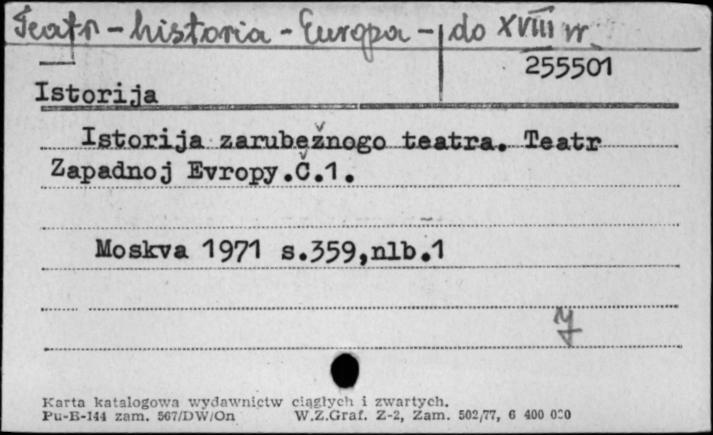 Teatr - historia - Europa - do XVIII w.
255501
Istorija
Istorija zarubežnogo teatra. Teatr
Zapadnoj Evropy.Č.1.
Moskva 1971 s.359,nlb.1
Karta katalogowa wydawnictw ciągłych i zwartych.
Pu-B-144 zam. 567/DW/On W.Z.Graf. Z-2, Zam. 502/77, 6 400 000